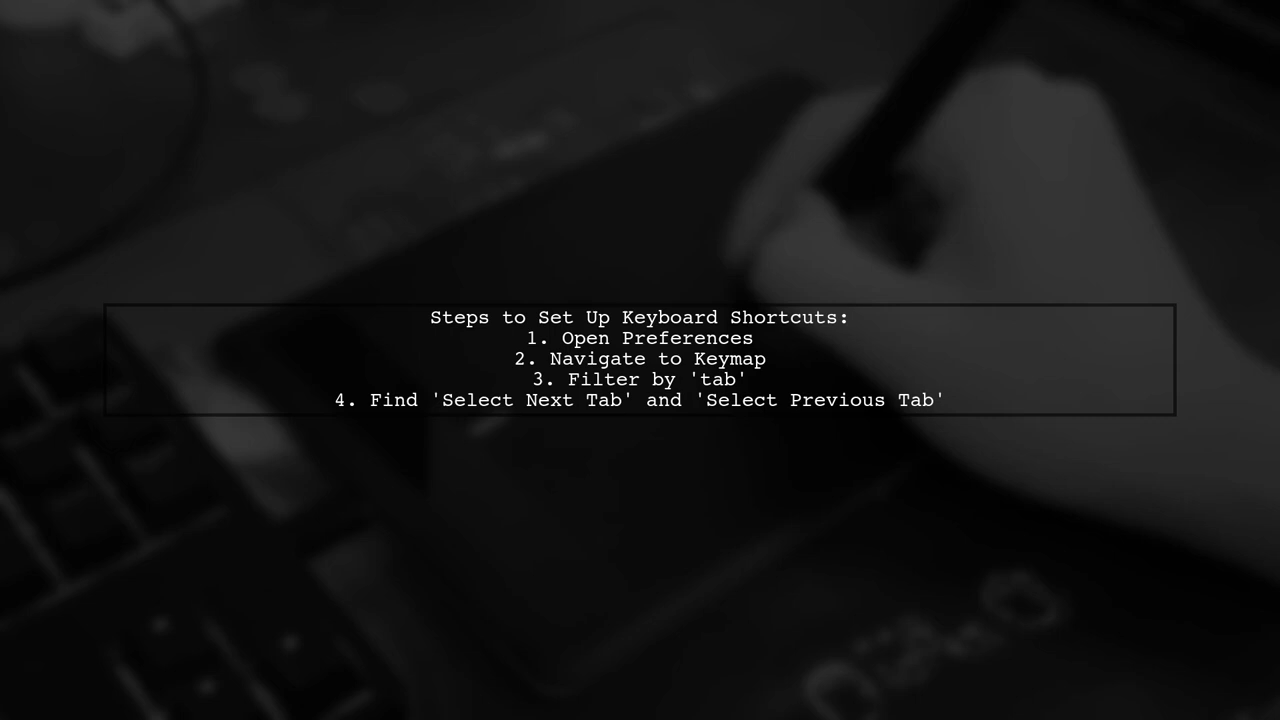 Steps to Set Up Keyboard Shortcuts:
1. Open Preferences
2. Navigate to Keymap
3. Filter by 'tab'
4. Find 'Select Next Tab' and 'Select Previous Tab'